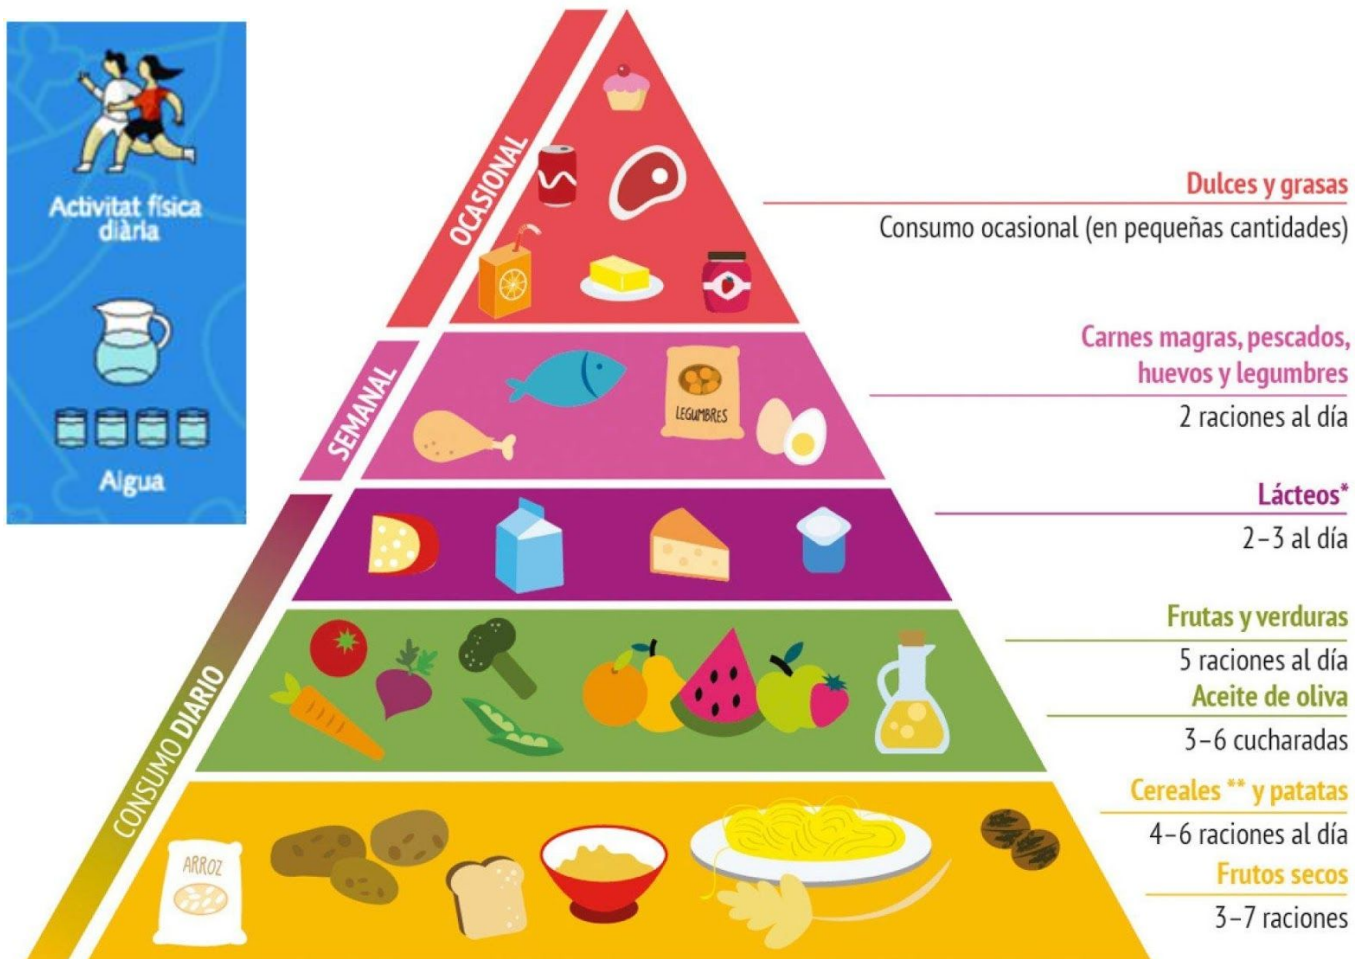 Activitat física
diària
Aigua
OCASIONAL
SEMANAL
CONSUMO DIARIO
LEGUMBRES
ARROZ
Dulces y grasas
Consumo ocasional (en pequeñas cantidades)
Carnes magras, pescados,
huevos y legumbres
2 raciones al día
Lácteos*
2–3 al día
Frutas y verduras
5 raciones al día
Aceite de oliva
3–6 cucharadas
Cereales ** y patatas
4–6 raciones al día
Frutos secos
3–7 raciones